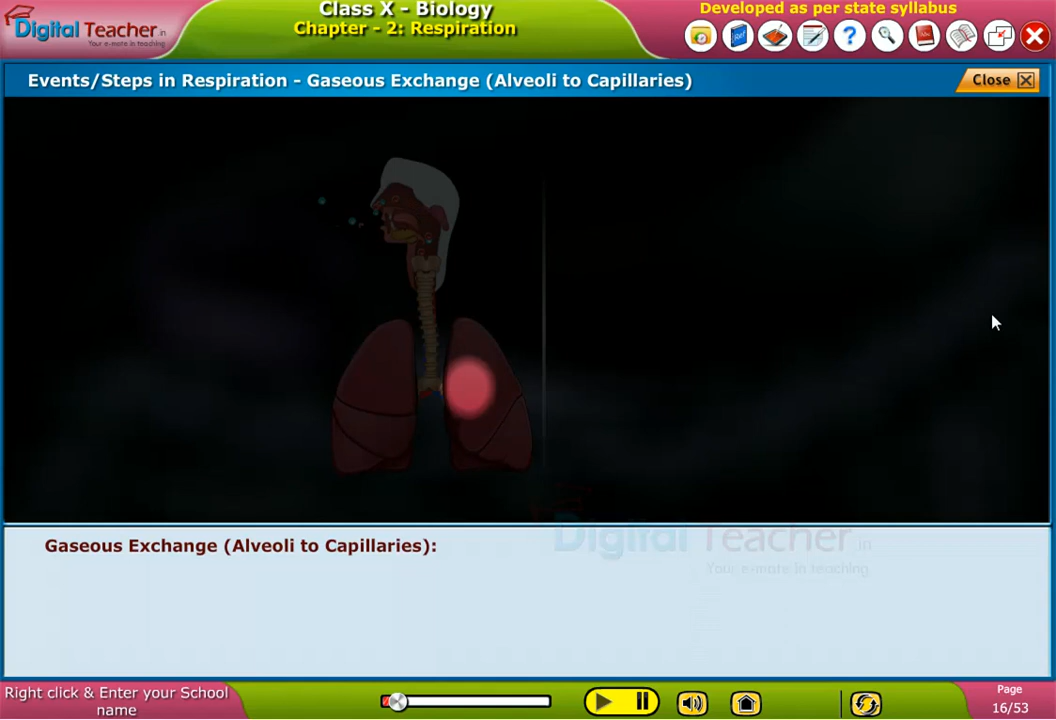 Digital Teacher.in
Your e-mate in teaching
Class X - Biology
Chapter - 2: Respiration
Developed as per state syllabus
Events/Steps in Respiration - Gaseous Exchange (Alveoli to Capillaries)
Close
Gaseous Exchange (Alveoli to Capillaries):
Digital Teacher.in
Your e-mate in teaching
Right click & Enter your School
name
Page
16/53